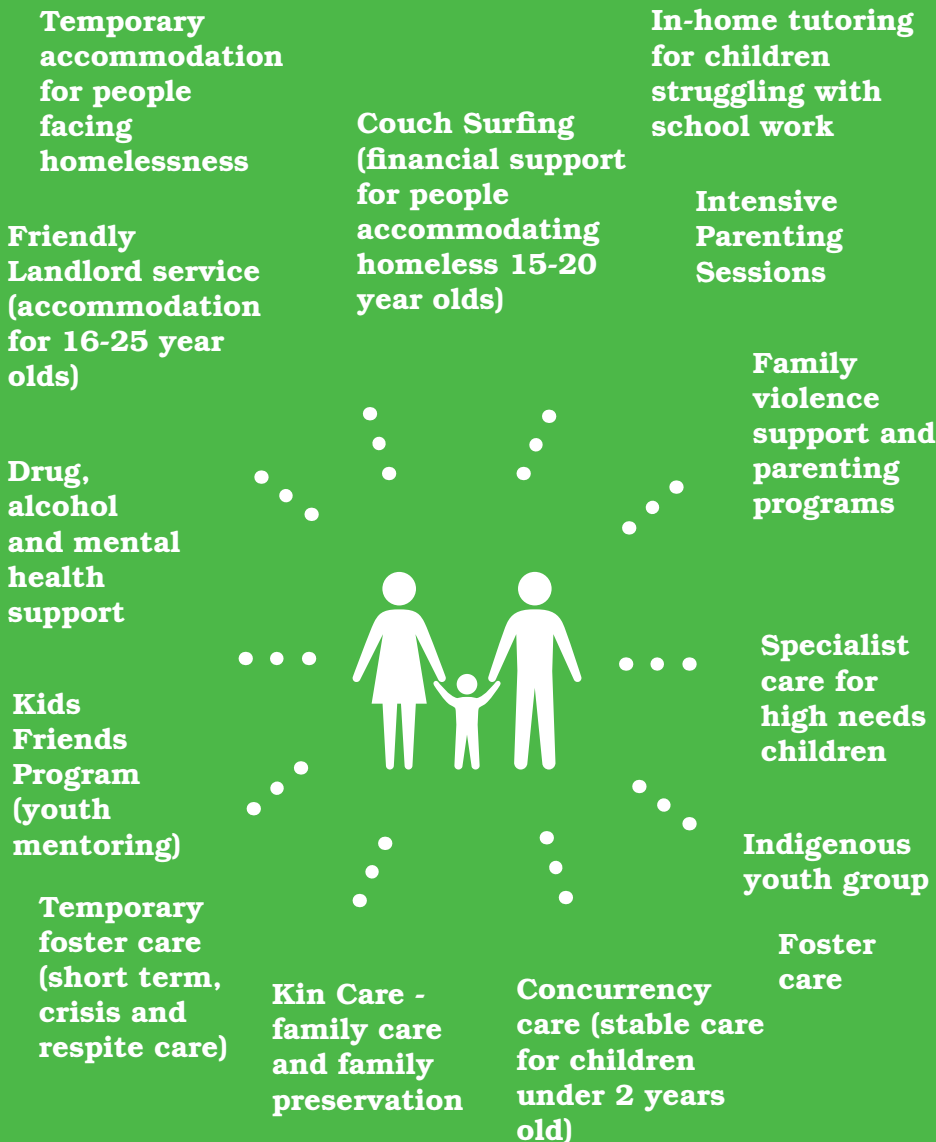 Temporary
accommodation
for people
facing
homelessness
Couch Surfing
(financial support
for people
accommodating
homeless 15-20
year olds)
In-home tutoring
for children
struggling with
school work
Intensive
Parenting
Sessions
Friendly
Landlord service
(accommodation
for 16-25 year
olds)
Family
violence
support and
parenting
programs
Drug,
alcohol
and mental
health
support
Specialist
care for
high needs
children
Kids
Friends
Program
(youth
mentoring)
Indigenous
youth group
Temporary
foster care
(short term,
crisis and
respite care)
Foster
care
Kin Care -
family care
and family
preservation
Concurrency
care (stable care
for children
under 2 years
old)